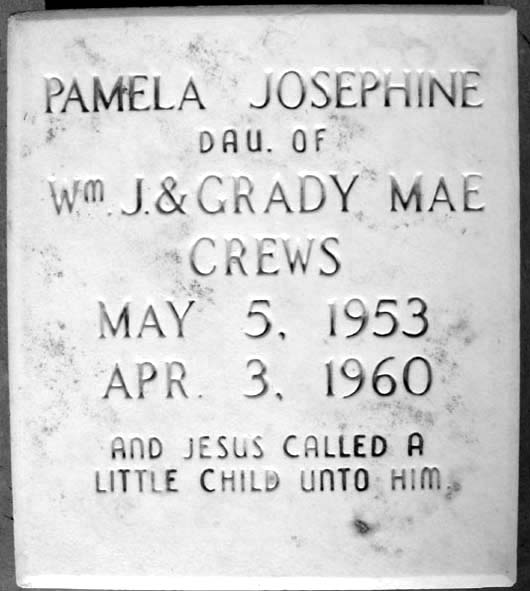 PAMELA JOSEPHINE
DAU. OF
Wm. J. & GRADY MAE
CREWS
MAY 5, 1953
APR. 3, 1960
AND JESUS CALLED A
LITTLE CHILD UNTO HIM.